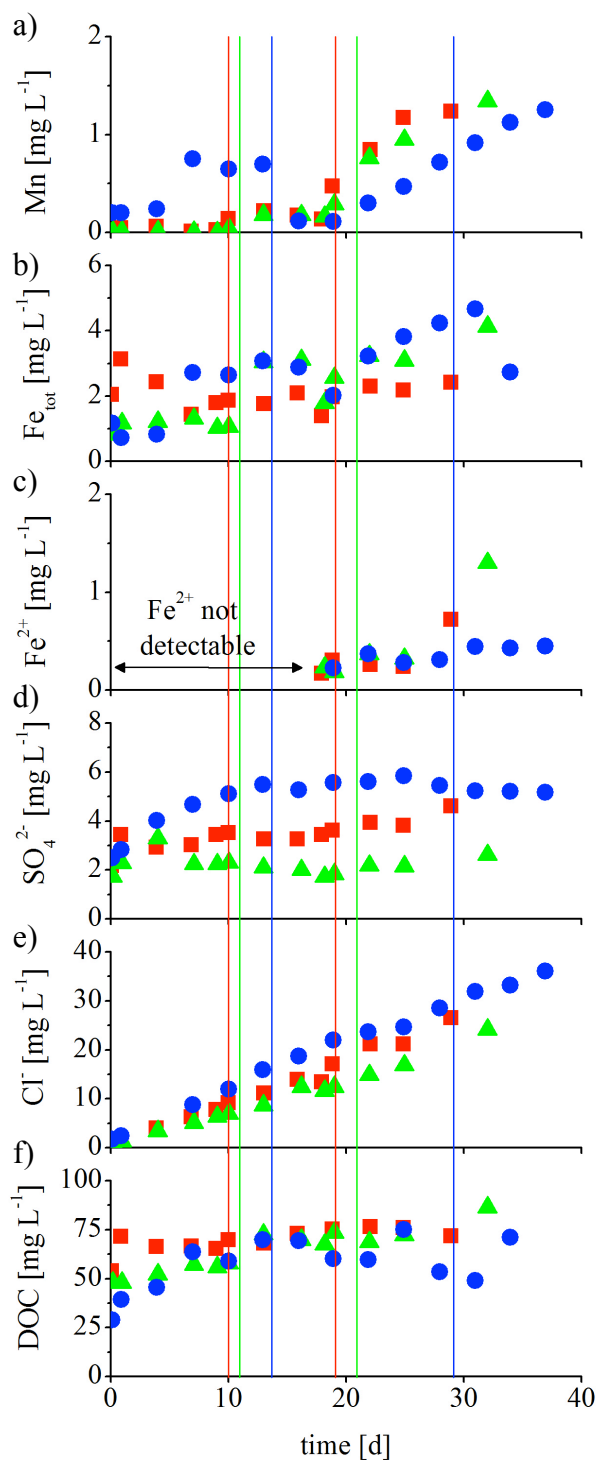 a)
2
1
0
Mn [mg L⁻¹]
b)
6
4
2
0
Fe_tot [mg L⁻¹]
c)
2
1
0
Fe²⁺ [mg L⁻¹]
Fe²⁺ not
detectable
d)
8
6
4
2
0
SO₄²⁻ [mg L⁻¹]
e)
40
30
20
10
0
Cl⁻ [mg L⁻¹]
f)
100
75
50
25
0
DOC [mg L⁻¹]
0 10 20 30 40
time [d]